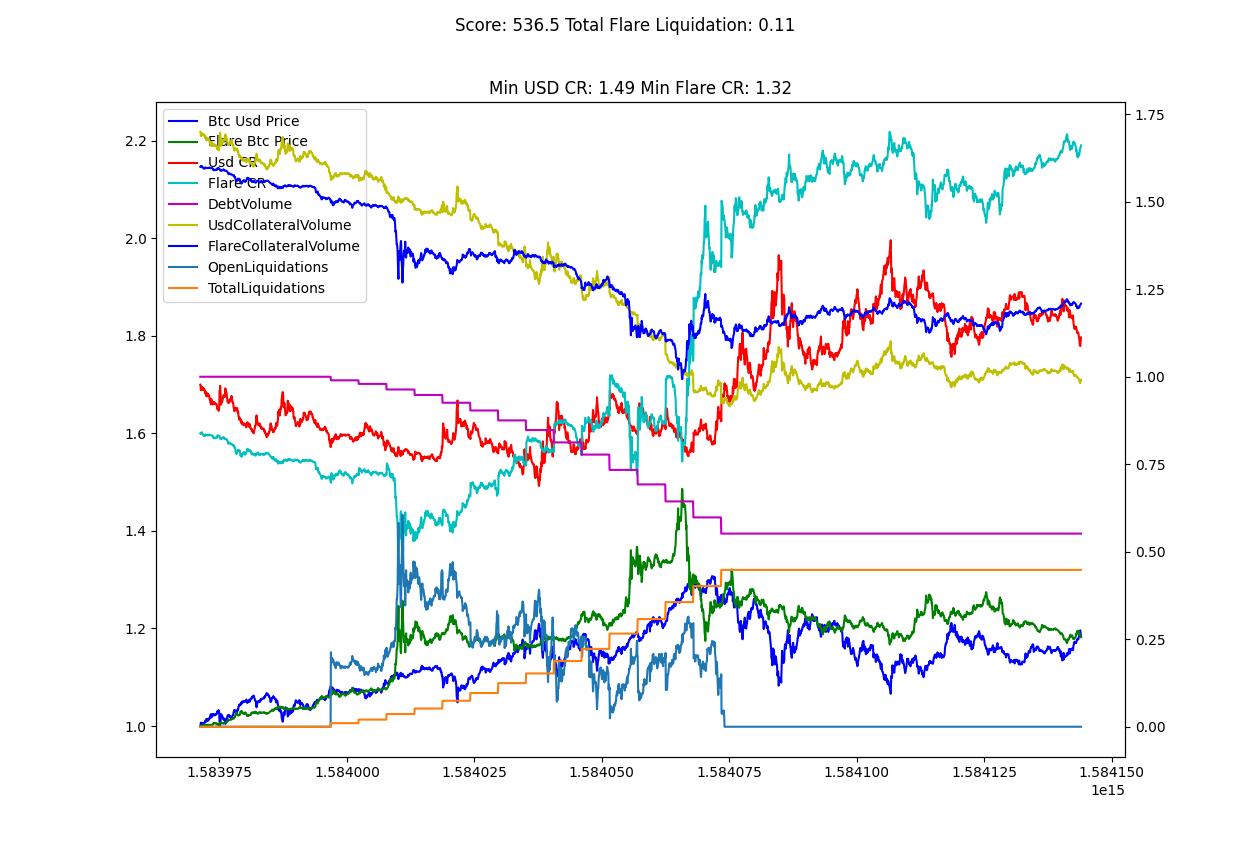 Score: 536.5 Total Flare Liquidation: 0.11
Min USD CR: 1.49 Min Flare CR: 1.32
Btc Usd Price
Flare Btc Price
Usd CR
Flare CR
DebtVolume
UsdCollateralVolume
FlareCollateralVolume
OpenLiquidations
TotalLiquidations
2.2
2.0
1.8
1.6
1.4
1.2
1.0
1.75
1.50
1.25
1.00
0.75
0.50
0.25
0.00
1.583975 1.584000 1.584025 1.584050 1.584075 1.584100 1.584125 1.584150
1e15